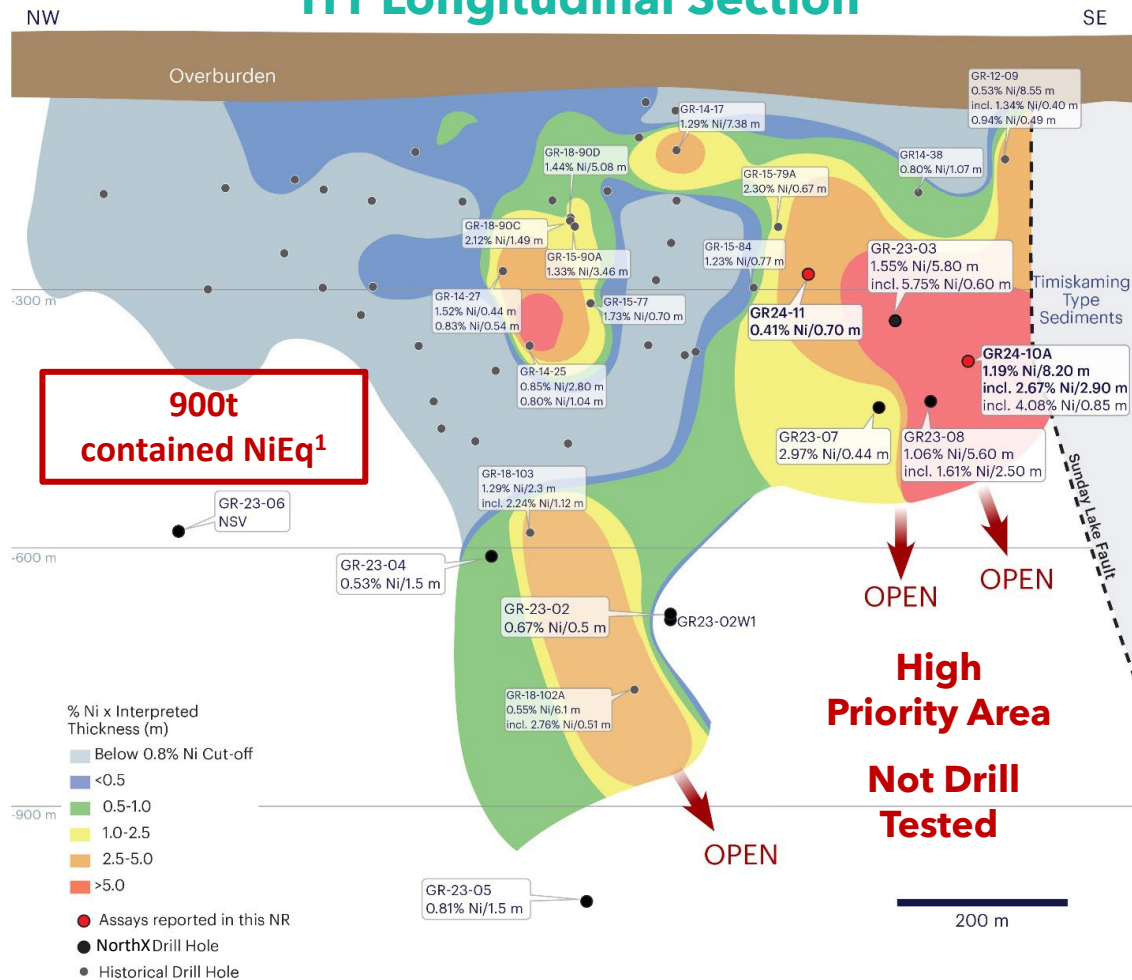 NW
SE
Overburden
GR-12-09
0.53% Ni/8.55 m
incl. 1.34% Ni/0.40 m
0.94% Ni/0.49 m
GR-14-17
1.29% Ni/7.38 m
GR-18-90D
1.44% Ni/5.08 m
GR14-38
0.80% Ni/1.07 m
GR-15-79A
2.30% Ni/0.67 m
GR-18-90C
2.12% Ni/1.49 m
GR-15-90A
1.33% Ni/3.46 m
GR-15-84
1.23% Ni/0.77 m
GR-23-03
1.55% Ni/5.80 m
incl. 5.75% Ni/0.60 m
-300 m
GR-14-27
1.52% Ni/0.44 m
0.83% Ni/0.54 m
GR-15-77
1.73% Ni/0.70 m
GR24-11
0.41% Ni/0.70 m
Timiskaming
Type
Sediments
GR-14-25
0.85% Ni/2.80 m
0.80% Ni/1.04 m
GR24-10A
1.19% Ni/8.20 m
incl. 2.67% Ni/2.90 m
incl. 4.08% Ni/0.85 m
900t
contained NiEq¹
GR23-07
2.97% Ni/0.44 m
GR23-08
1.06% Ni/5.60 m
incl. 1.61% Ni/2.50 m
GR-18-103
1.29% Ni/2.3 m
incl. 2.24% Ni/1.12 m
Sunday Lake Fault
GR-23-06
NSV
-600 m
GR-23-04
0.53% Ni/1.5 m
OPEN
OPEN
GR-23-02
0.67% Ni/0.5 m
GR23-02W1
High
Priority Area
Not Drill
Tested
GR-18-102A
0.55% Ni/6.1 m
incl. 2.76% Ni/0.51 m
% Ni x Interpreted
Thickness (m)
Below 0.8% Ni Cut-off
<0.5
0.5-1.0
1.0-2.5
2.5-5.0
>5.0
-900 m
OPEN
GR-23-05
0.81% Ni/1.5 m
200 m
Assays reported in this NR
NorthX Drill Hole
Historical Drill Hole